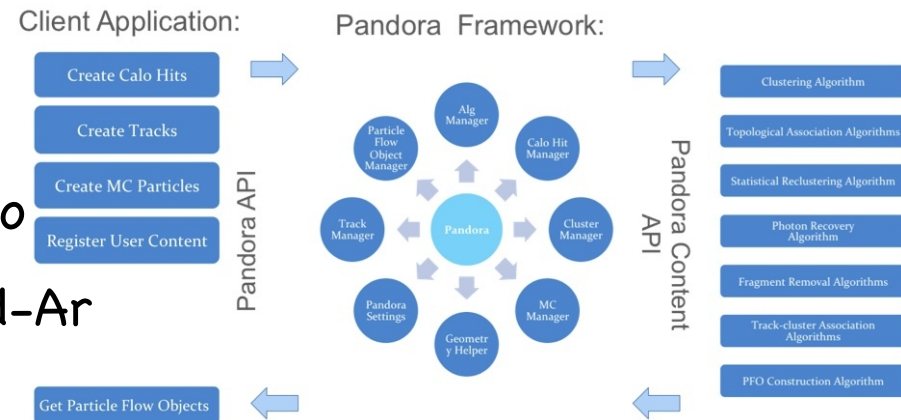 Client Application:
Create Calo Hits
Create Tracks
Create MC Particles
Register User Content
Get Particle Flow Objects
o
l-Ar
Pandora API
Pandora Framework:
Alg
Manager
Calo Hit
Manager
Cluster
Manager
MC
Manager
Geometr
y Helper
Pandora
Settings
Track
Manager
Particle
Flow
Object
Manager
Pandora
Pandora Content
API
Clustering Algorithm
Topological Association Algorithms
Statistical Reclustering Algorithm
Photon Recovery
Algorithm
Fragment Removal Algorithms
Track-cluster Association
Algorithms
PFO Construction Algorithm